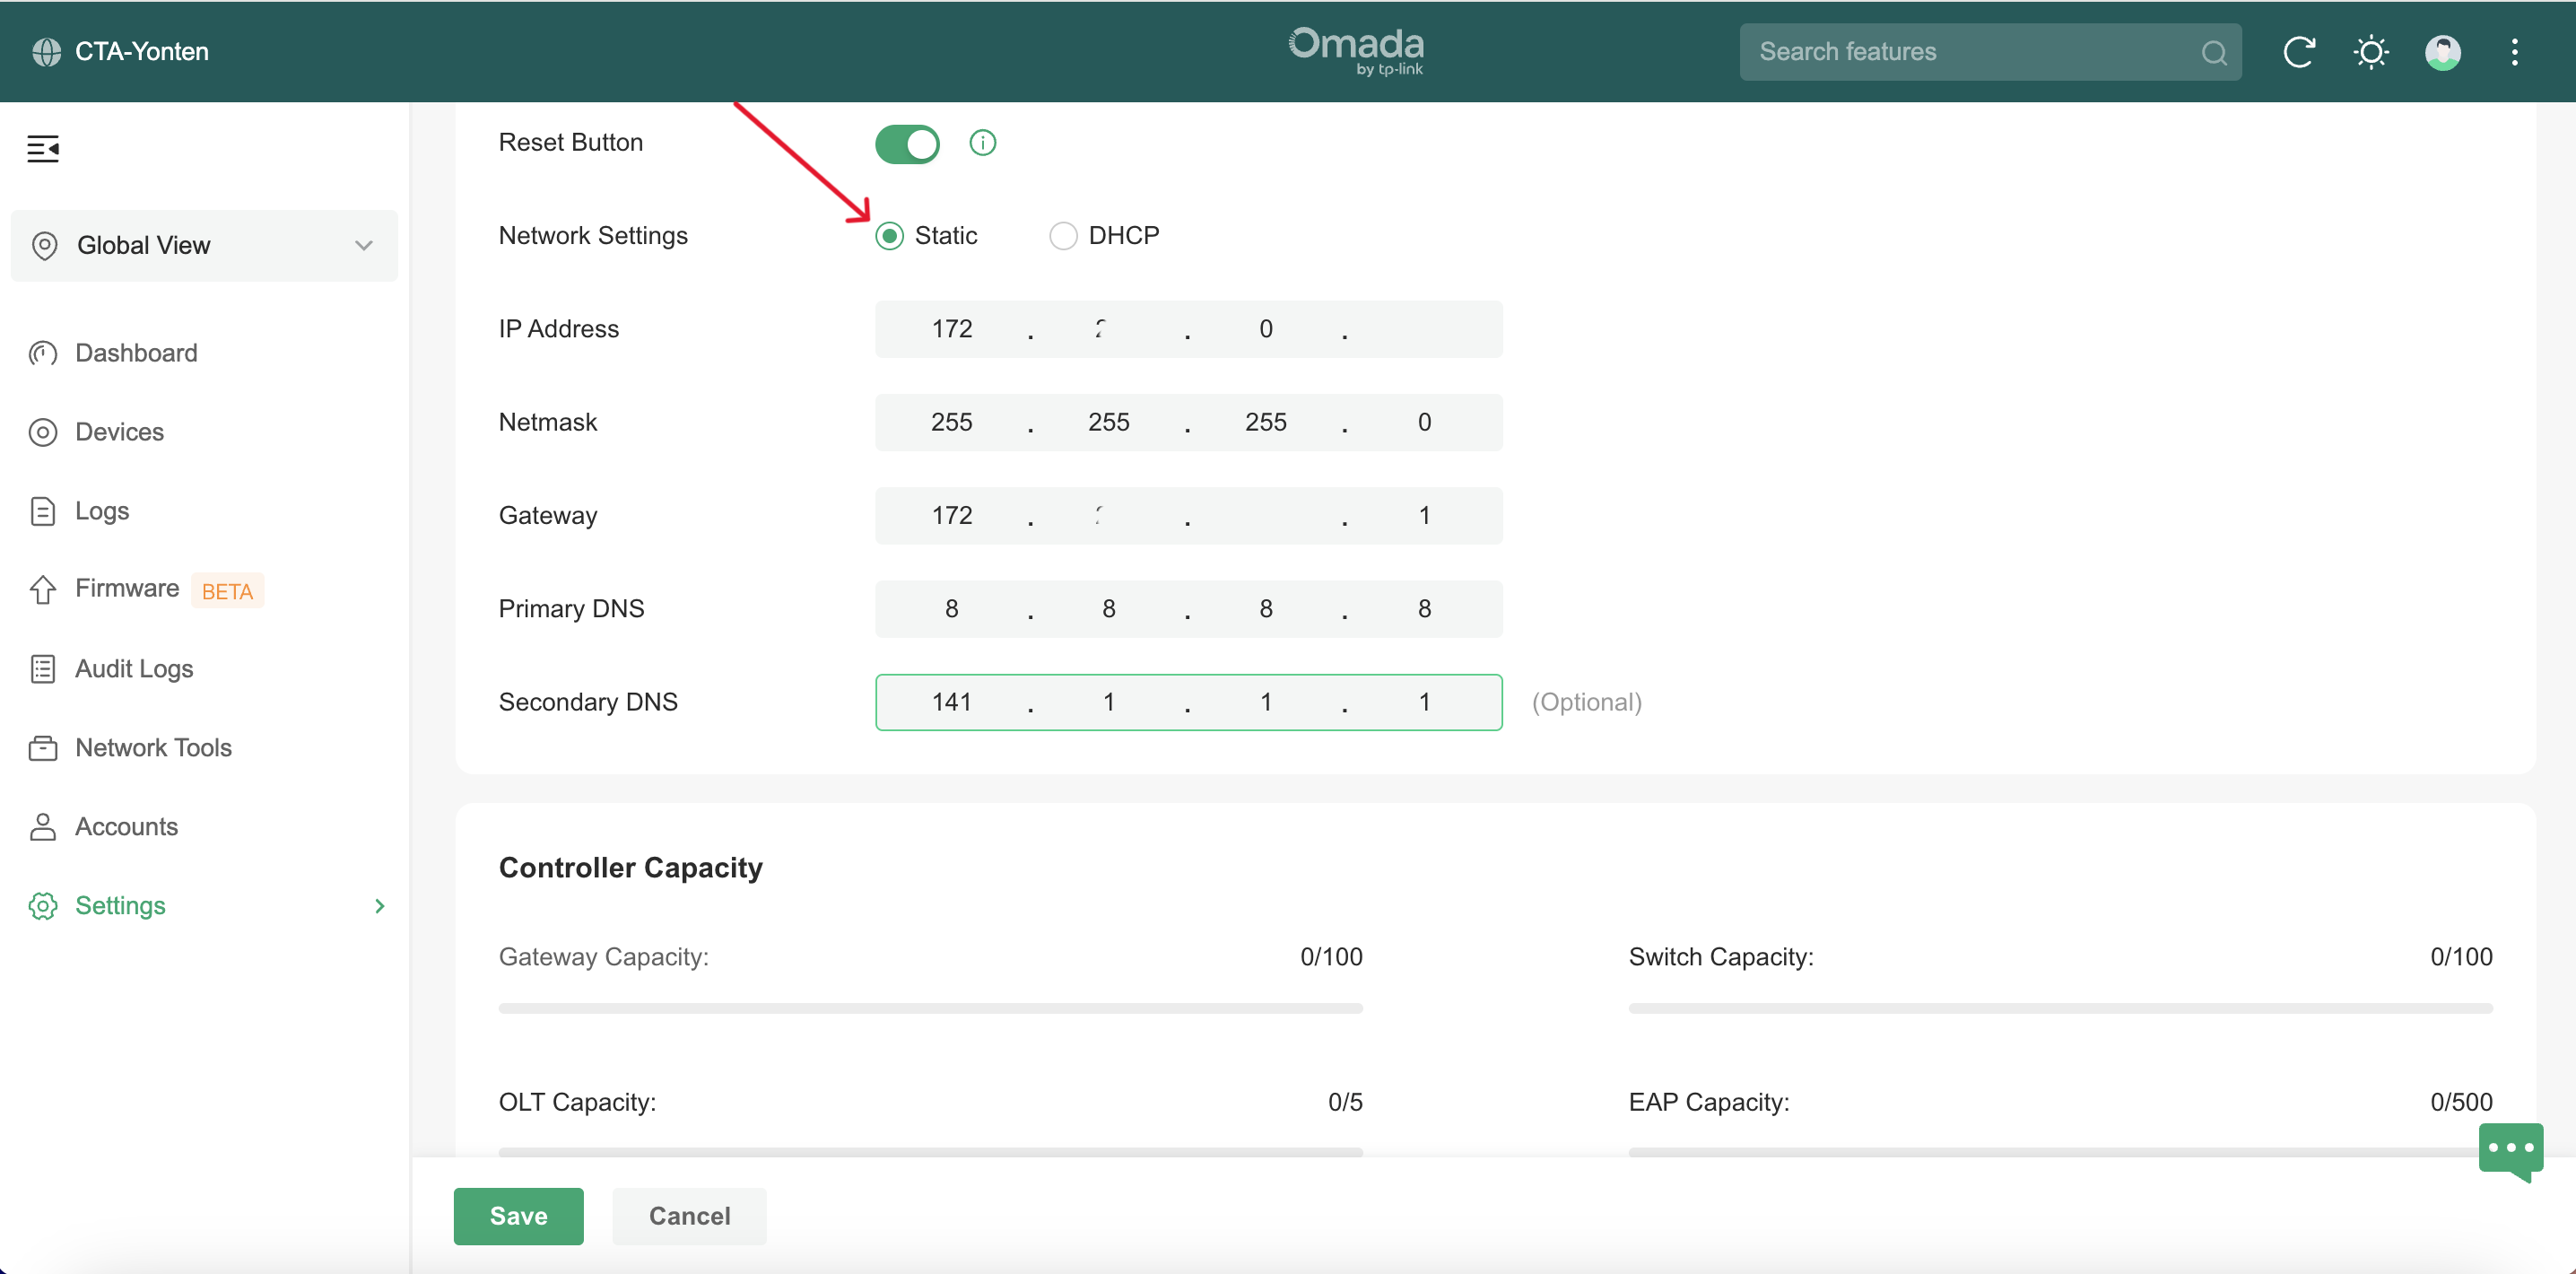 CTA-Yonten
Omada
by tp-link
Search features
Global View
Dashboard
Devices
Logs
Firmware BETA
Audit Logs
Network Tools
Accounts
Settings
Reset Button
Network Settings Static DHCP
IP Address 172 . . 0 .
Netmask 255 . 255 . 255 . 0
Gateway 172 . . . 1
Primary DNS 8 . 8 . 8 . 8
Secondary DNS 141 . 1 . 1 . 1 (Optional)
Controller Capacity
Gateway Capacity: 0/100
Switch Capacity: 0/100
OLT Capacity: 0/5
EAP Capacity: 0/500
Save Cancel